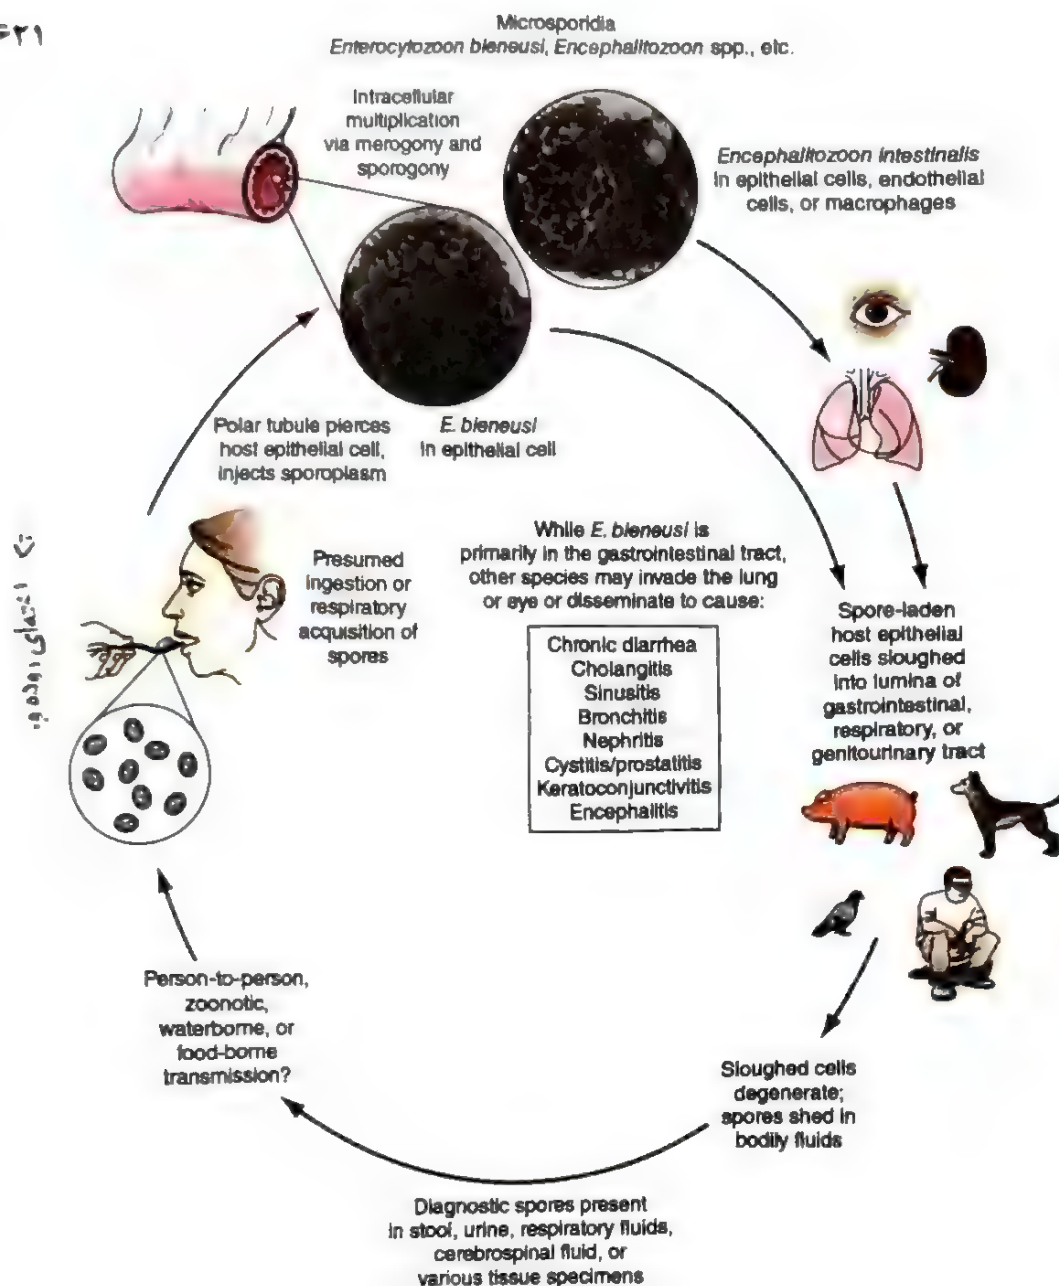 Microsporidia
Enterocytozoon bieneusi, Encephalitozoon spp., etc.
Intracellular
multiplication
via merogony and
sporogony
Encephalitozoon intestinalis
in epithelial cells, endothelial
cells, or macrophages
Polar tubule pierces
host epithelial cell,
injects sporoplasm
E. bieneusi
in epithelial cell
Presumed
ingestion or
respiratory
acquisition of
spores
While E. bieneusi is
primarily in the gastrointestinal tract,
other species may invade the lung
or eye or disseminate to cause:
Chronic diarrhea
Cholangitis
Sinusitis
Bronchitis
Nephritis
Cystitis/prostatitis
Keratoconjunctivitis
Encephalitis
Spore-laden
host epithelial
cells sloughed
into lumina of
gastrointestinal,
respiratory, or
genitourinary tract
Person-to-person,
zoonotic,
waterborne, or
food-borne
transmission?
Sloughed cells
degenerate;
spores shed in
bodily fluids
Diagnostic spores present
in stool, urine, respiratory fluids,
cerebrospinal fluid, or
various tissue specimens